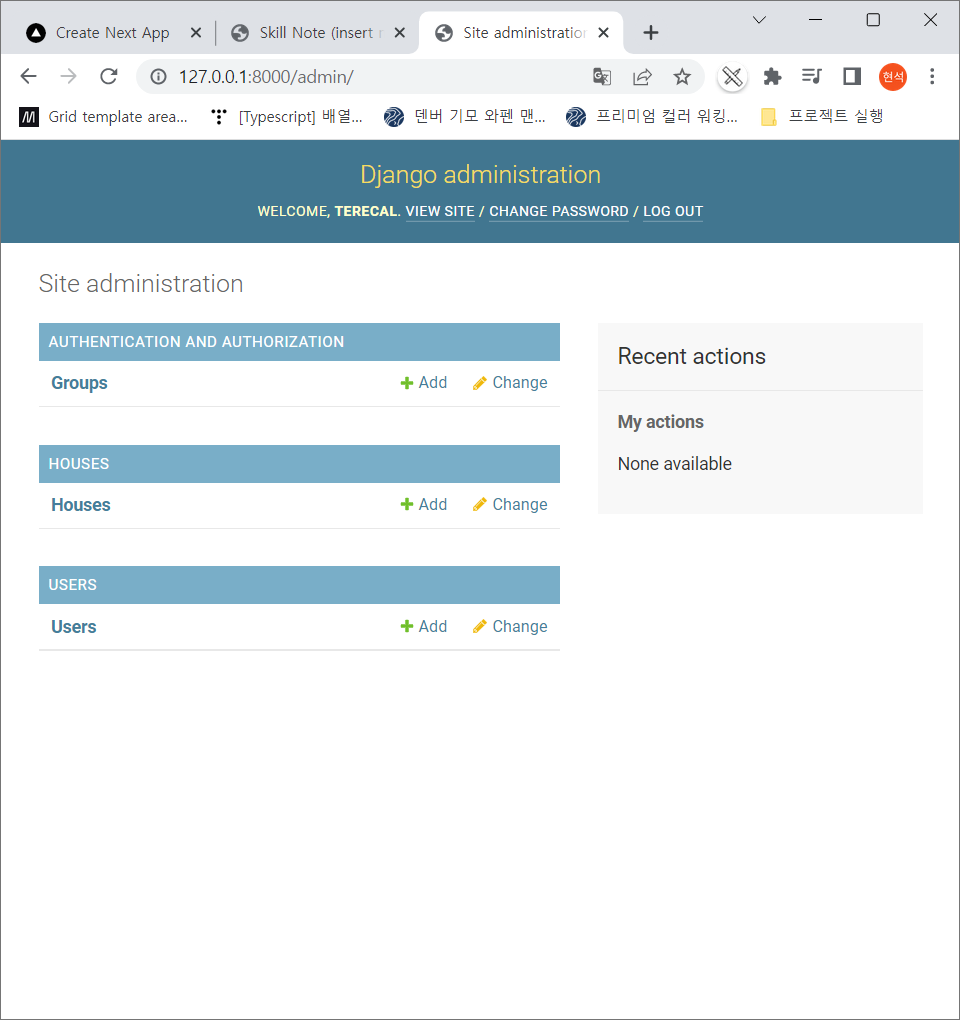 Create Next App
Skill Note (insert
Site administration
127.0.0.1:8000/admin/
현석
M Grid template area...
[Typescript] 배열...
덴버 기모 와펜 맨...
프리미엄 컬러 워킹...
프로젝트 실행
Django administration
WELCOME, TERECAL. VIEW SITE / CHANGE PASSWORD / LOG OUT
Site administration
AUTHENTICATION AND AUTHORIZATION
Groups Add Change
HOUSES
Houses Add Change
USERS
Users Add Change
Recent actions
My actions
None available